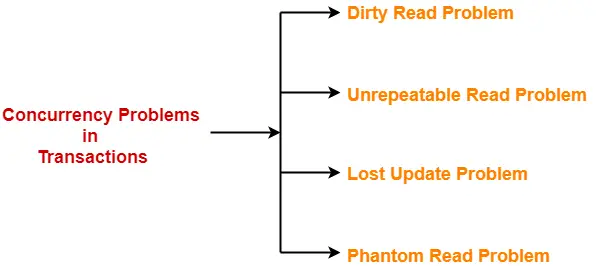 Concurrency Problems
in
Transactions
Dirty Read Problem
Unrepeatable Read Problem
Lost Update Problem
Phantom Read Problem